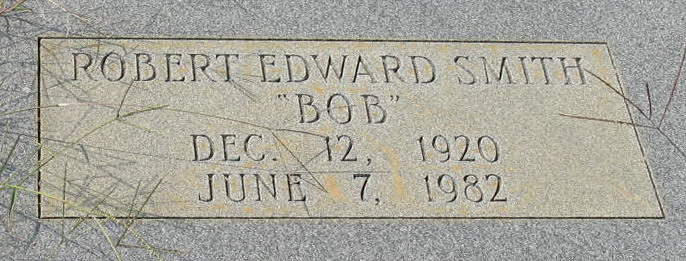 ROBERT EDWARD SMITH
"BOB"
DEC. 12, 1920
JUNE 7, 1982